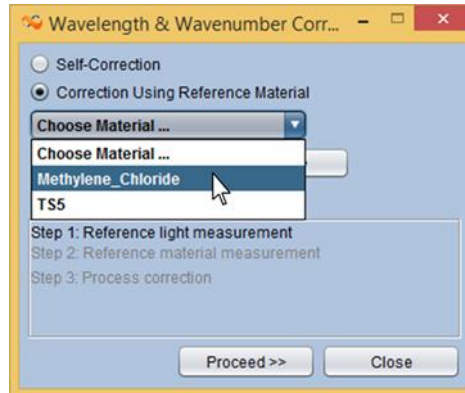 Wavelength & Wavenumber Corr...
Self-Correction
Correction Using Reference Material
Choose Material ...
Choose Material ...
Methylene_Chloride
TS5
Step 1: Reference light measurement
Step 2: Reference material measurement
Step 3: Process correction
Proceed >> Close